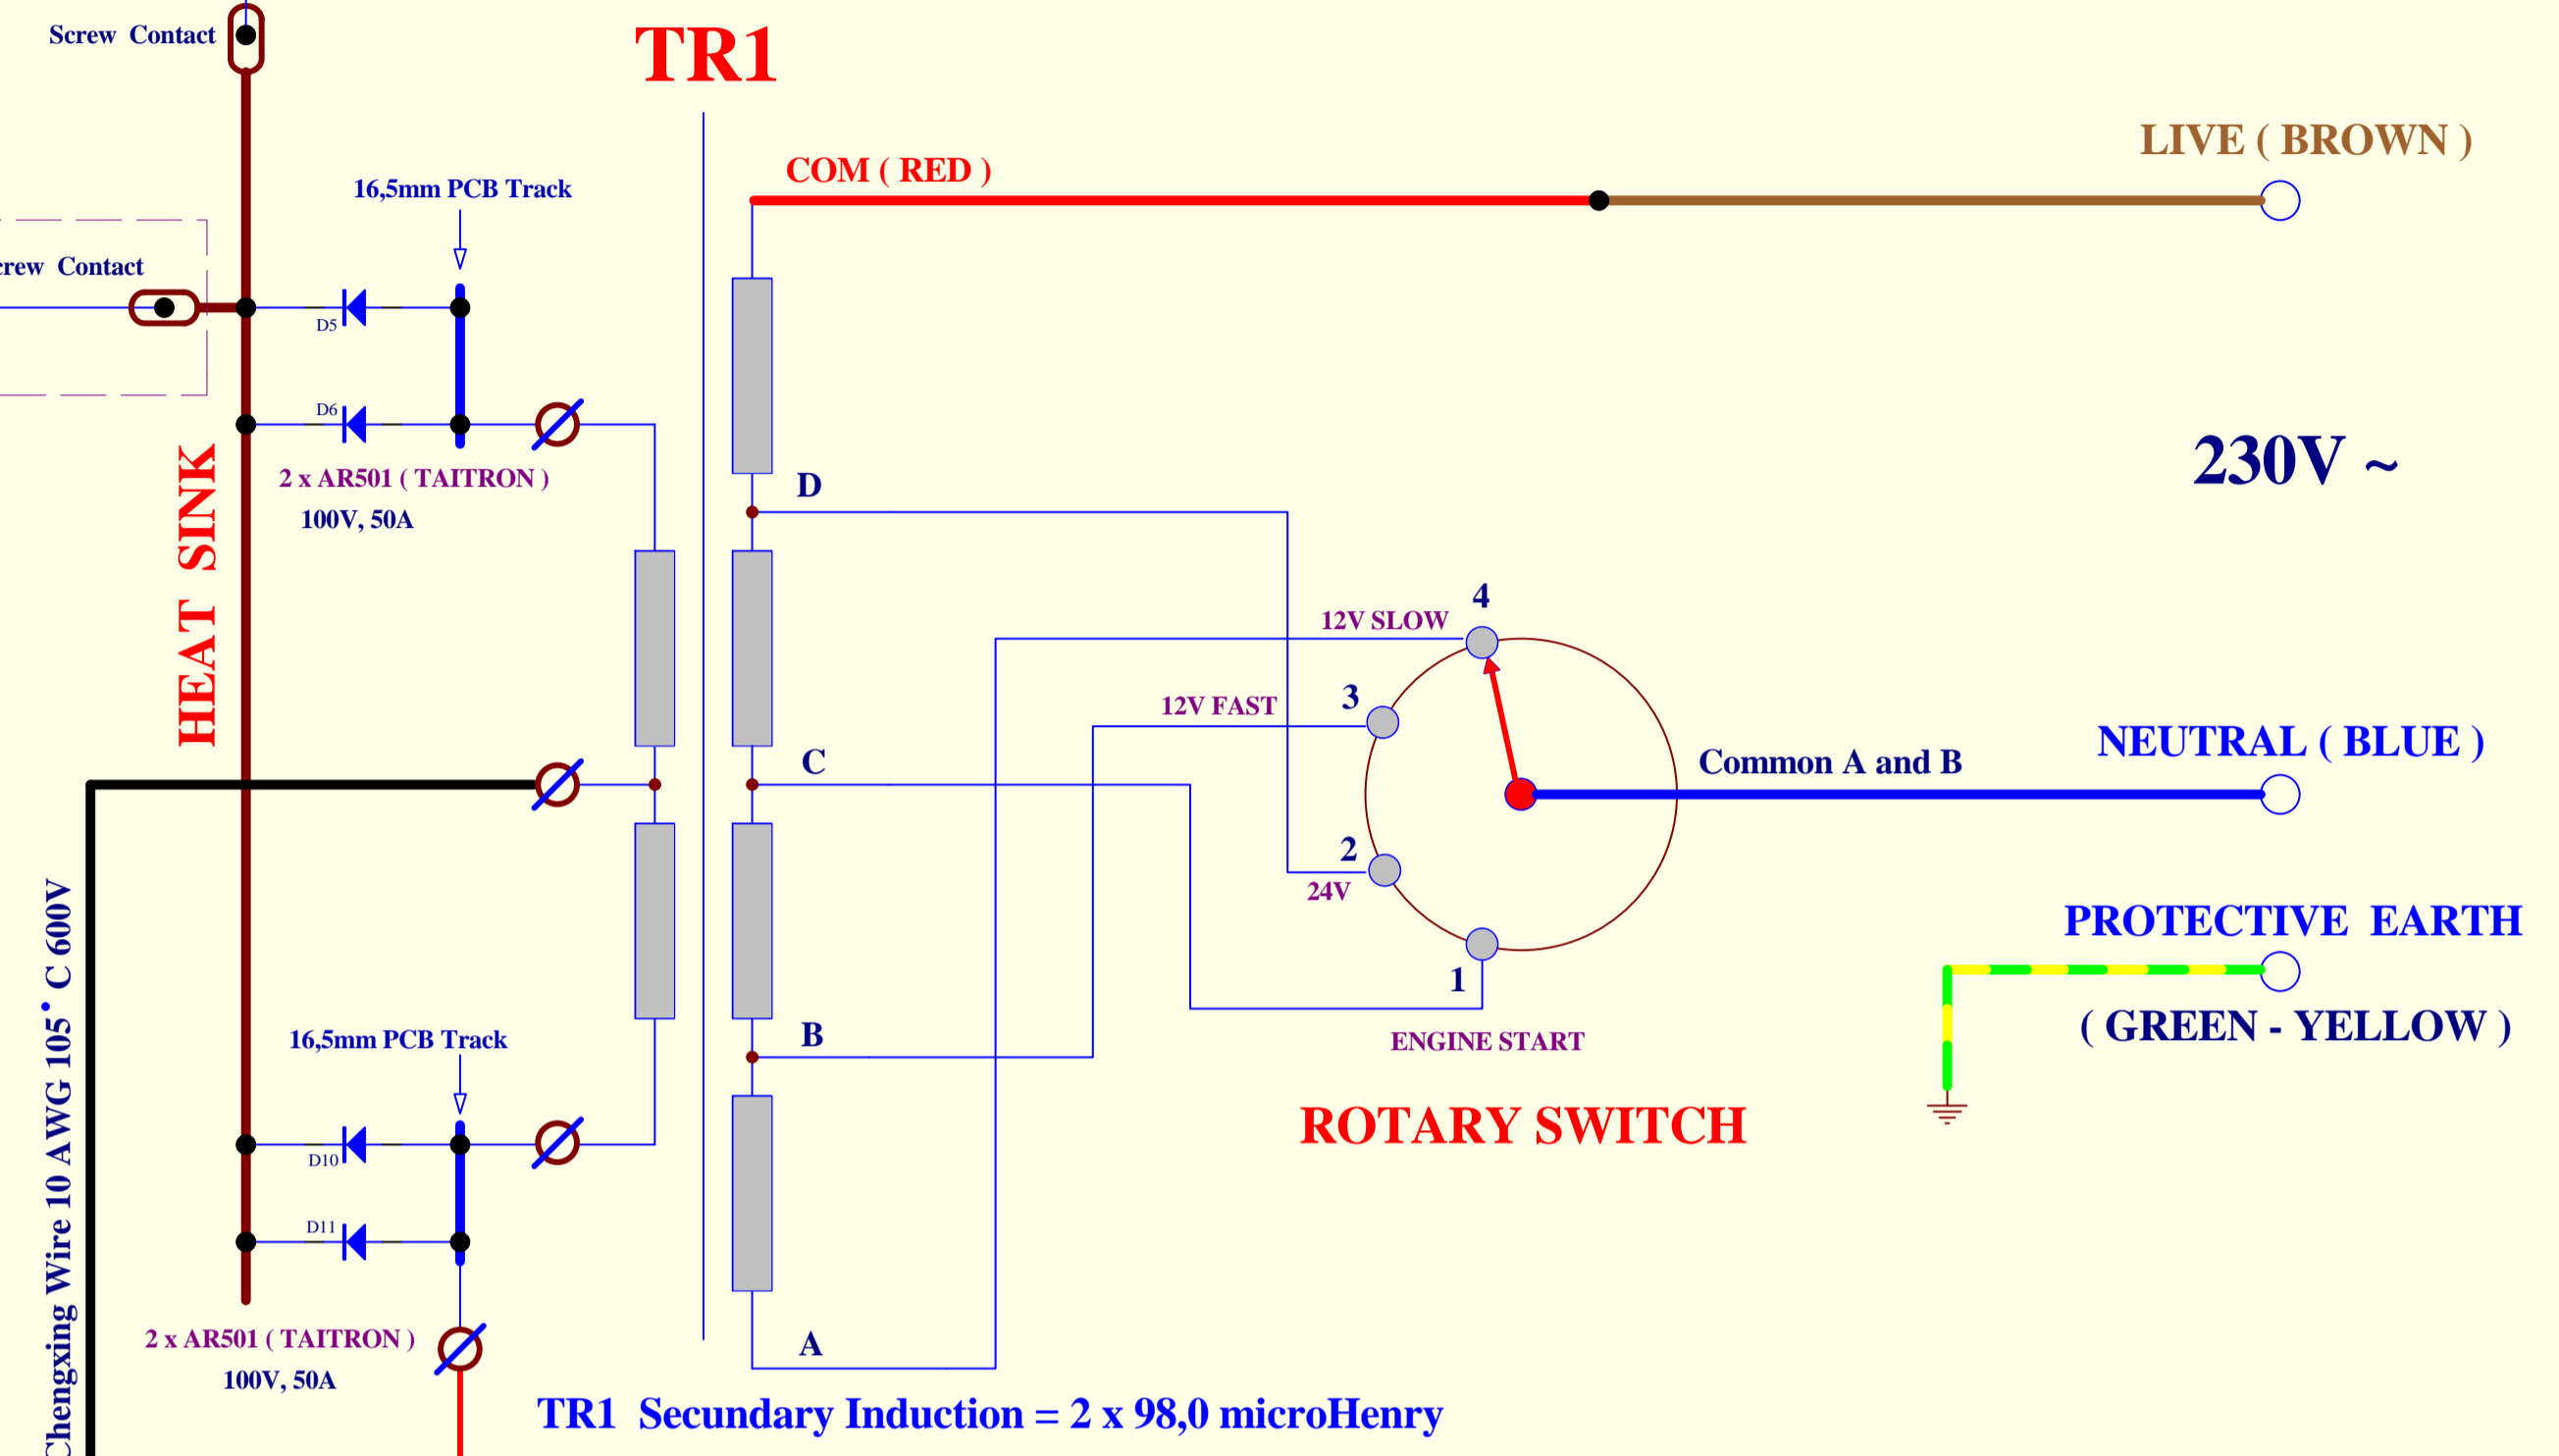 Screw Contact
TR1
LIVE ( BROWN )
COM ( RED )
16,5mm PCB Track
Contact
D5
D6
230V ~
2 x AR501 ( TAITRON )
D
100V, 50A
HEAT SINK
4
12V SLOW
3
12V FAST
NEUTRAL ( BLUE )
C
Common A and B
2
24V
PROTECTIVE EARTH
1
( GREEN - YELLOW )
B
16,5mm PCB Track
ENGINE START
ROTARY SWITCH
D10
Chengxing Wire 10 AWG 105° C 600V
D11
2 x AR501 ( TAITRON )
A
100V, 50A
TR1 Secundary Induction = 2 x 98,0 microHenry